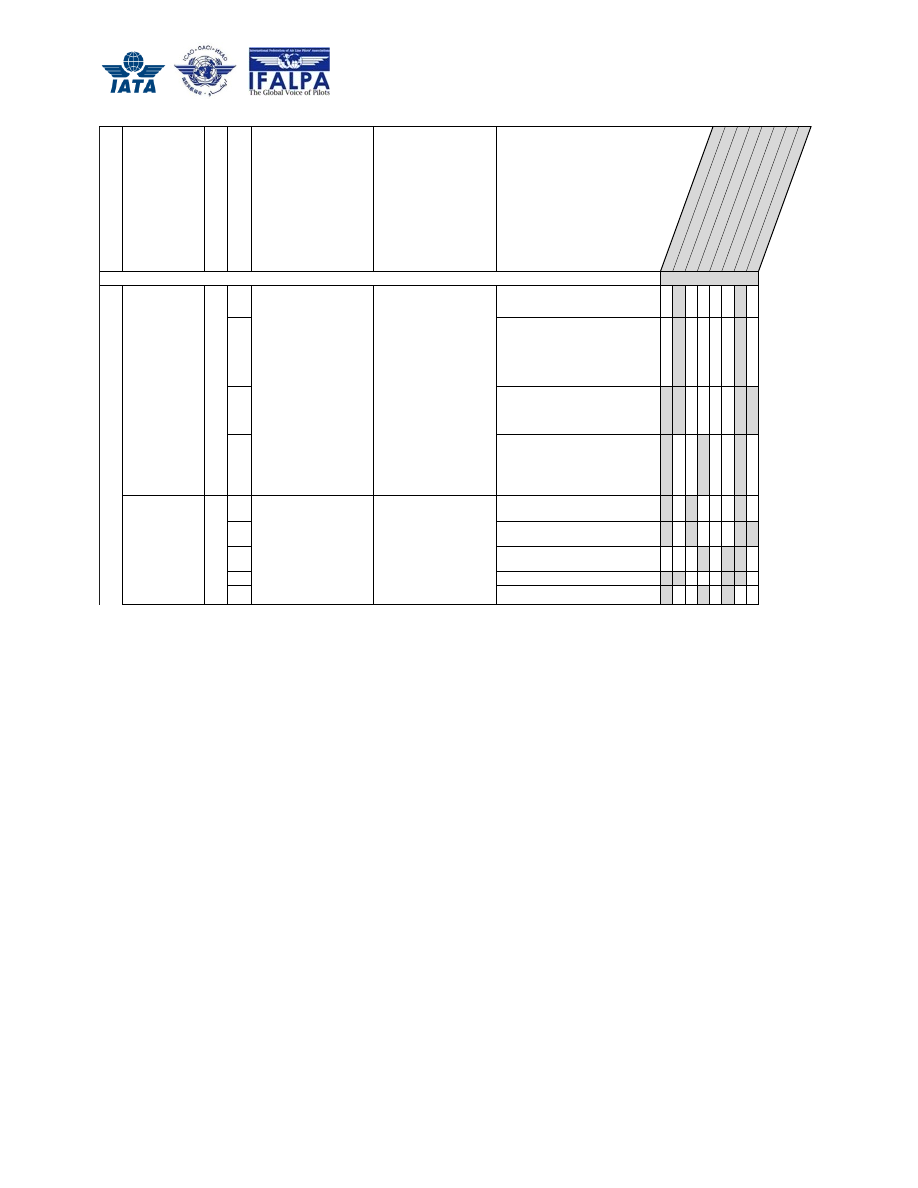 IATA
ICAO · OACI · ИКАО
International Federation of Air Line Pilots' Associations
IFALPA
The Global Voice of Pilots